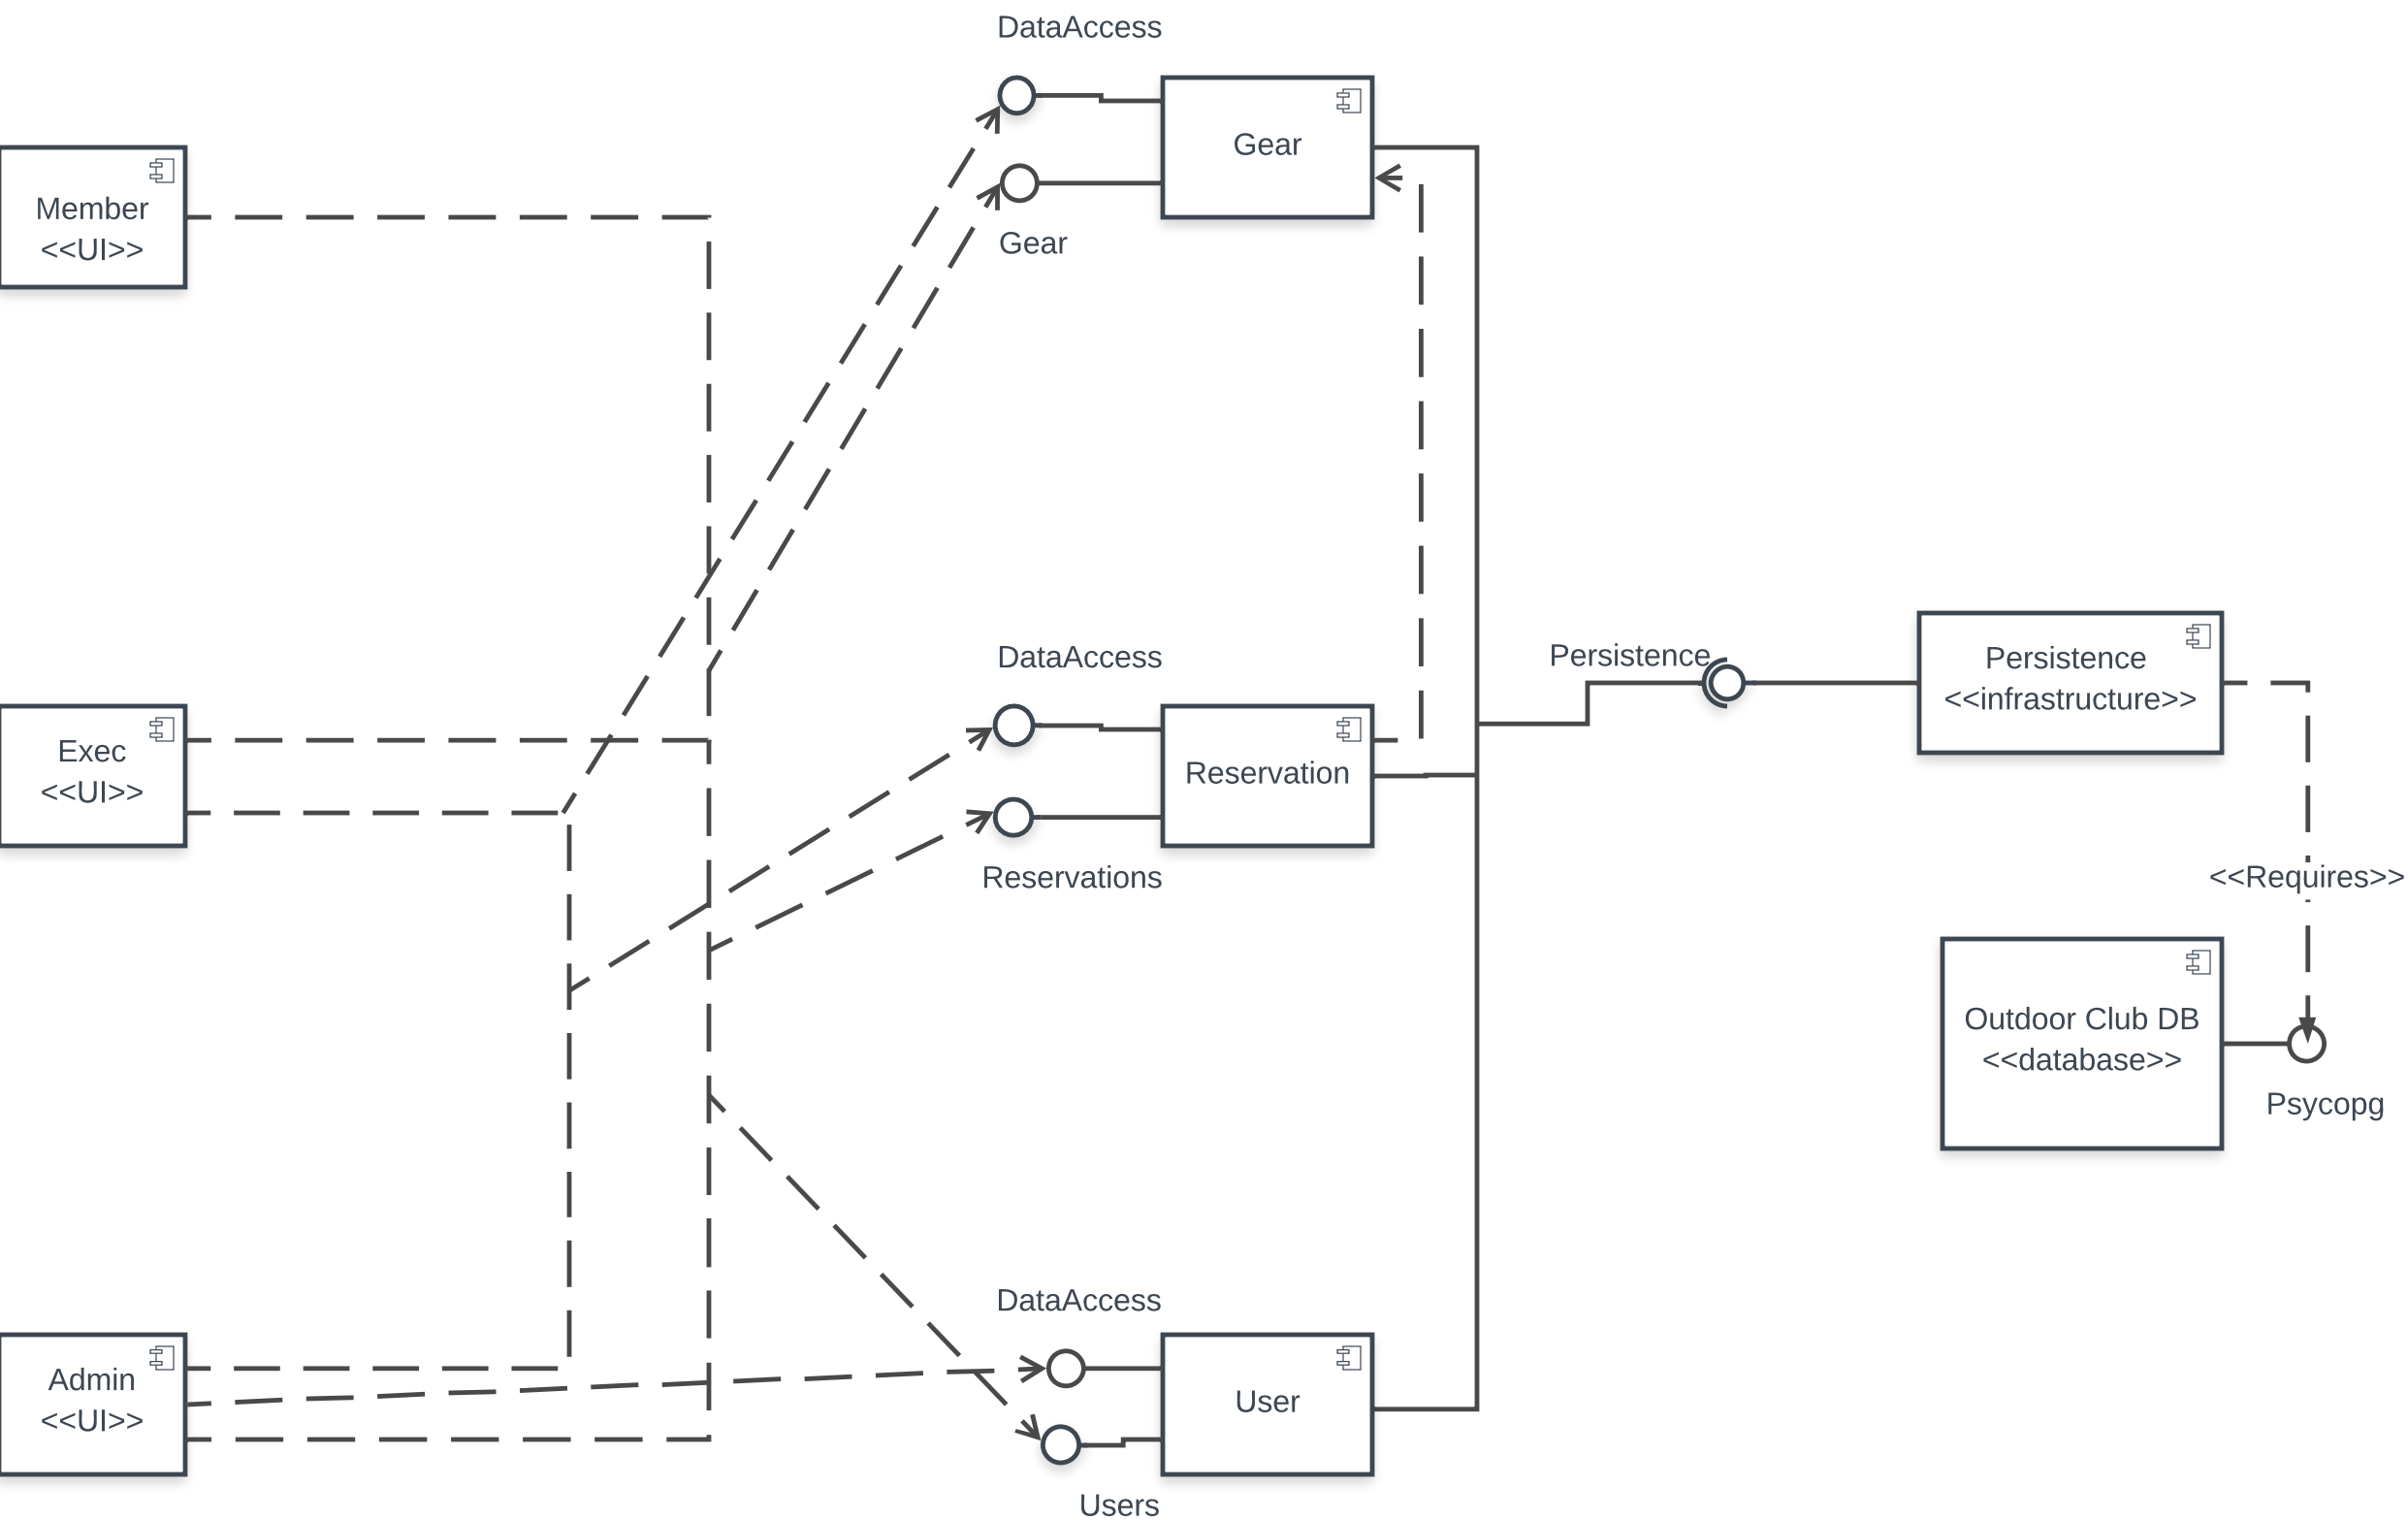 DataAccess
Gear
Member
<<UI>>
Gear
DataAccess
Persistence
Persistence
<<infrastructure>>
Exec
<<UI>>
Reservation
Reservations
<<Requires>>
Outdoor Club DB
<<database>>
Psycopg
DataAccess
Admin
<<UI>>
User
Users